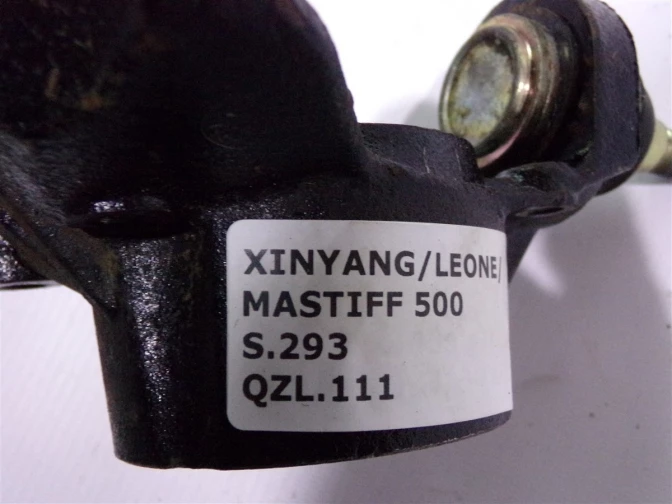 XINYANG/LEONE/
MASTIFF 500
S.293
QZL.111